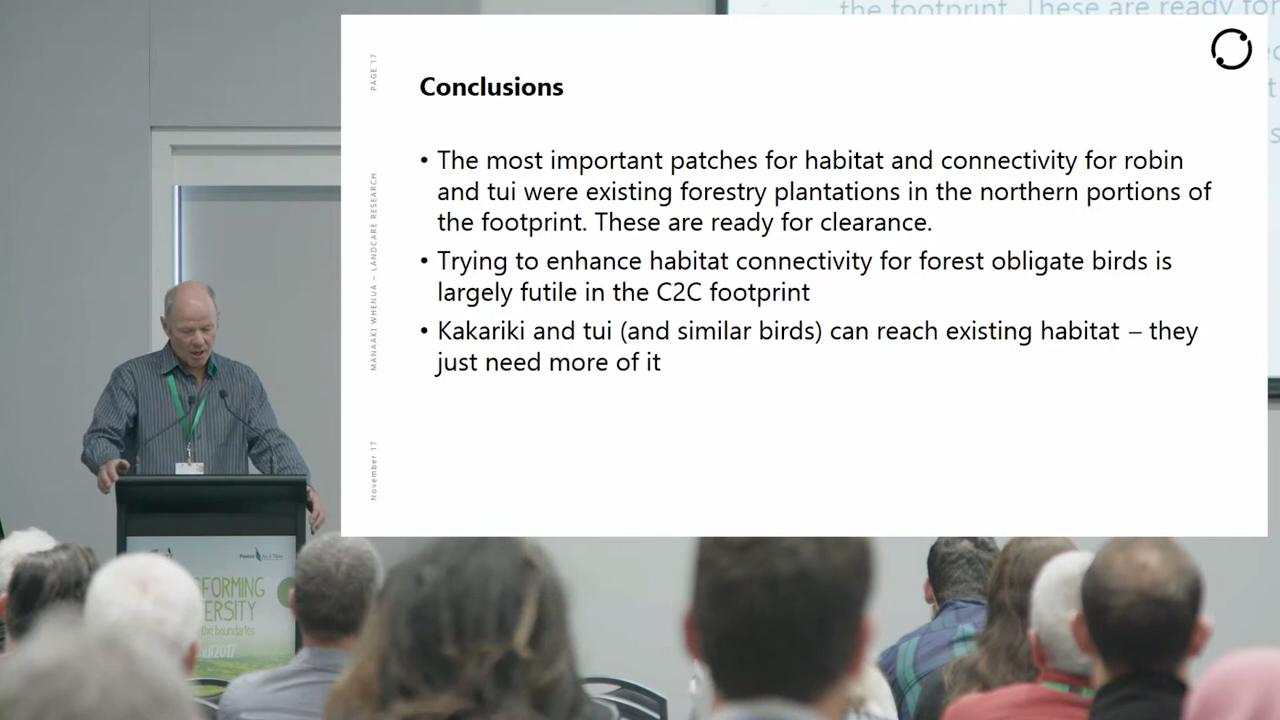 the footprint. These are ready for
PAGE 17
Conclusions
• The most important patches for habitat and connectivity for robin
and tui were existing forestry plantations in the northern portions of
the footprint. These are ready for clearance.
• Trying to enhance habitat connectivity for forest obligate birds is
largely futile in the C2C footprint
• Kakariki and tui (and similar birds) can reach existing habitat – they
just need more of it
MANAAKI WHENUA – LANDCARE RESEARCH
November 17
FORMING
ERSITY
the boundaries
2017